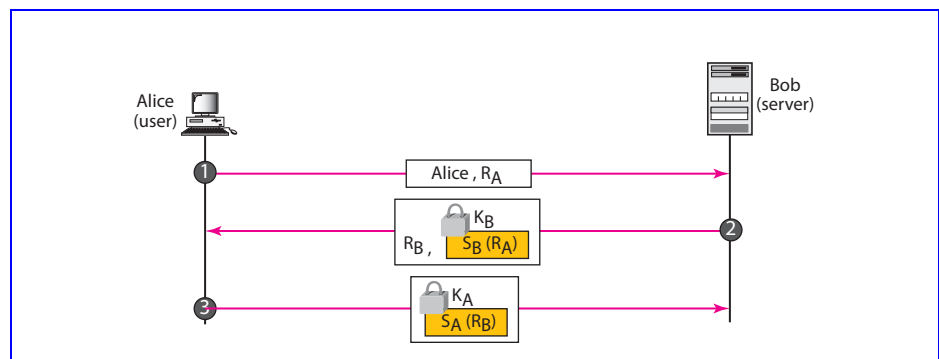 Alice
(user)
Bob
(server)
1
Alice , RA
KB
2
RB , SB (RA)
KA
3
SA (RB)